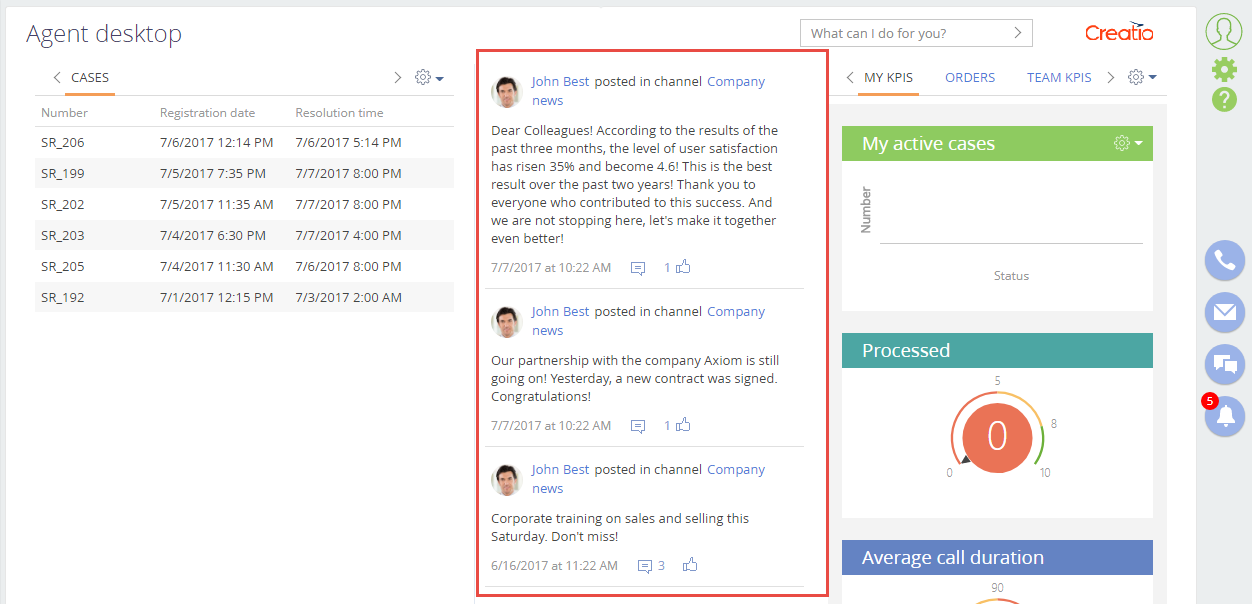 Agent desktop
What can I do for you?
Creatio
CASES
Number Registration date Resolution time
SR_206 7/6/2017 12:14 PM 7/6/2017 5:14 PM
SR_199 7/5/2017 7:35 PM 7/7/2017 8:00 PM
SR_202 7/5/2017 11:35 AM 7/7/2017 8:00 PM
SR_203 7/4/2017 6:30 PM 7/7/2017 4:00 PM
SR_205 7/4/2017 11:30 AM 7/6/2017 8:00 PM
SR_192 7/1/2017 12:15 PM 7/3/2017 2:00 AM
John Best posted in channel Company
news
Dear Colleagues! According to the results of the
past three months, the level of user satisfaction
has risen 35% and become 4.6! This is the best
result over the past two years! Thank you to
everyone who contributed to this success. And
we are not stopping here, let's make it together
even better!
7/7/2017 at 10:22 AM 1
John Best posted in channel Company
news
Our partnership with the company Axiom is still
going on! Yesterday, a new contract was signed.
Congratulations!
7/7/2017 at 10:22 AM 1
John Best posted in channel Company
news
Corporate training on sales and selling this
Saturday. Don't miss!
6/16/2017 at 11:22 AM 3
MY KPIS ORDERS TEAM KPIS
My active cases
Number
Status
Processed
5
8
0
0 10
Average call duration
90
?
5